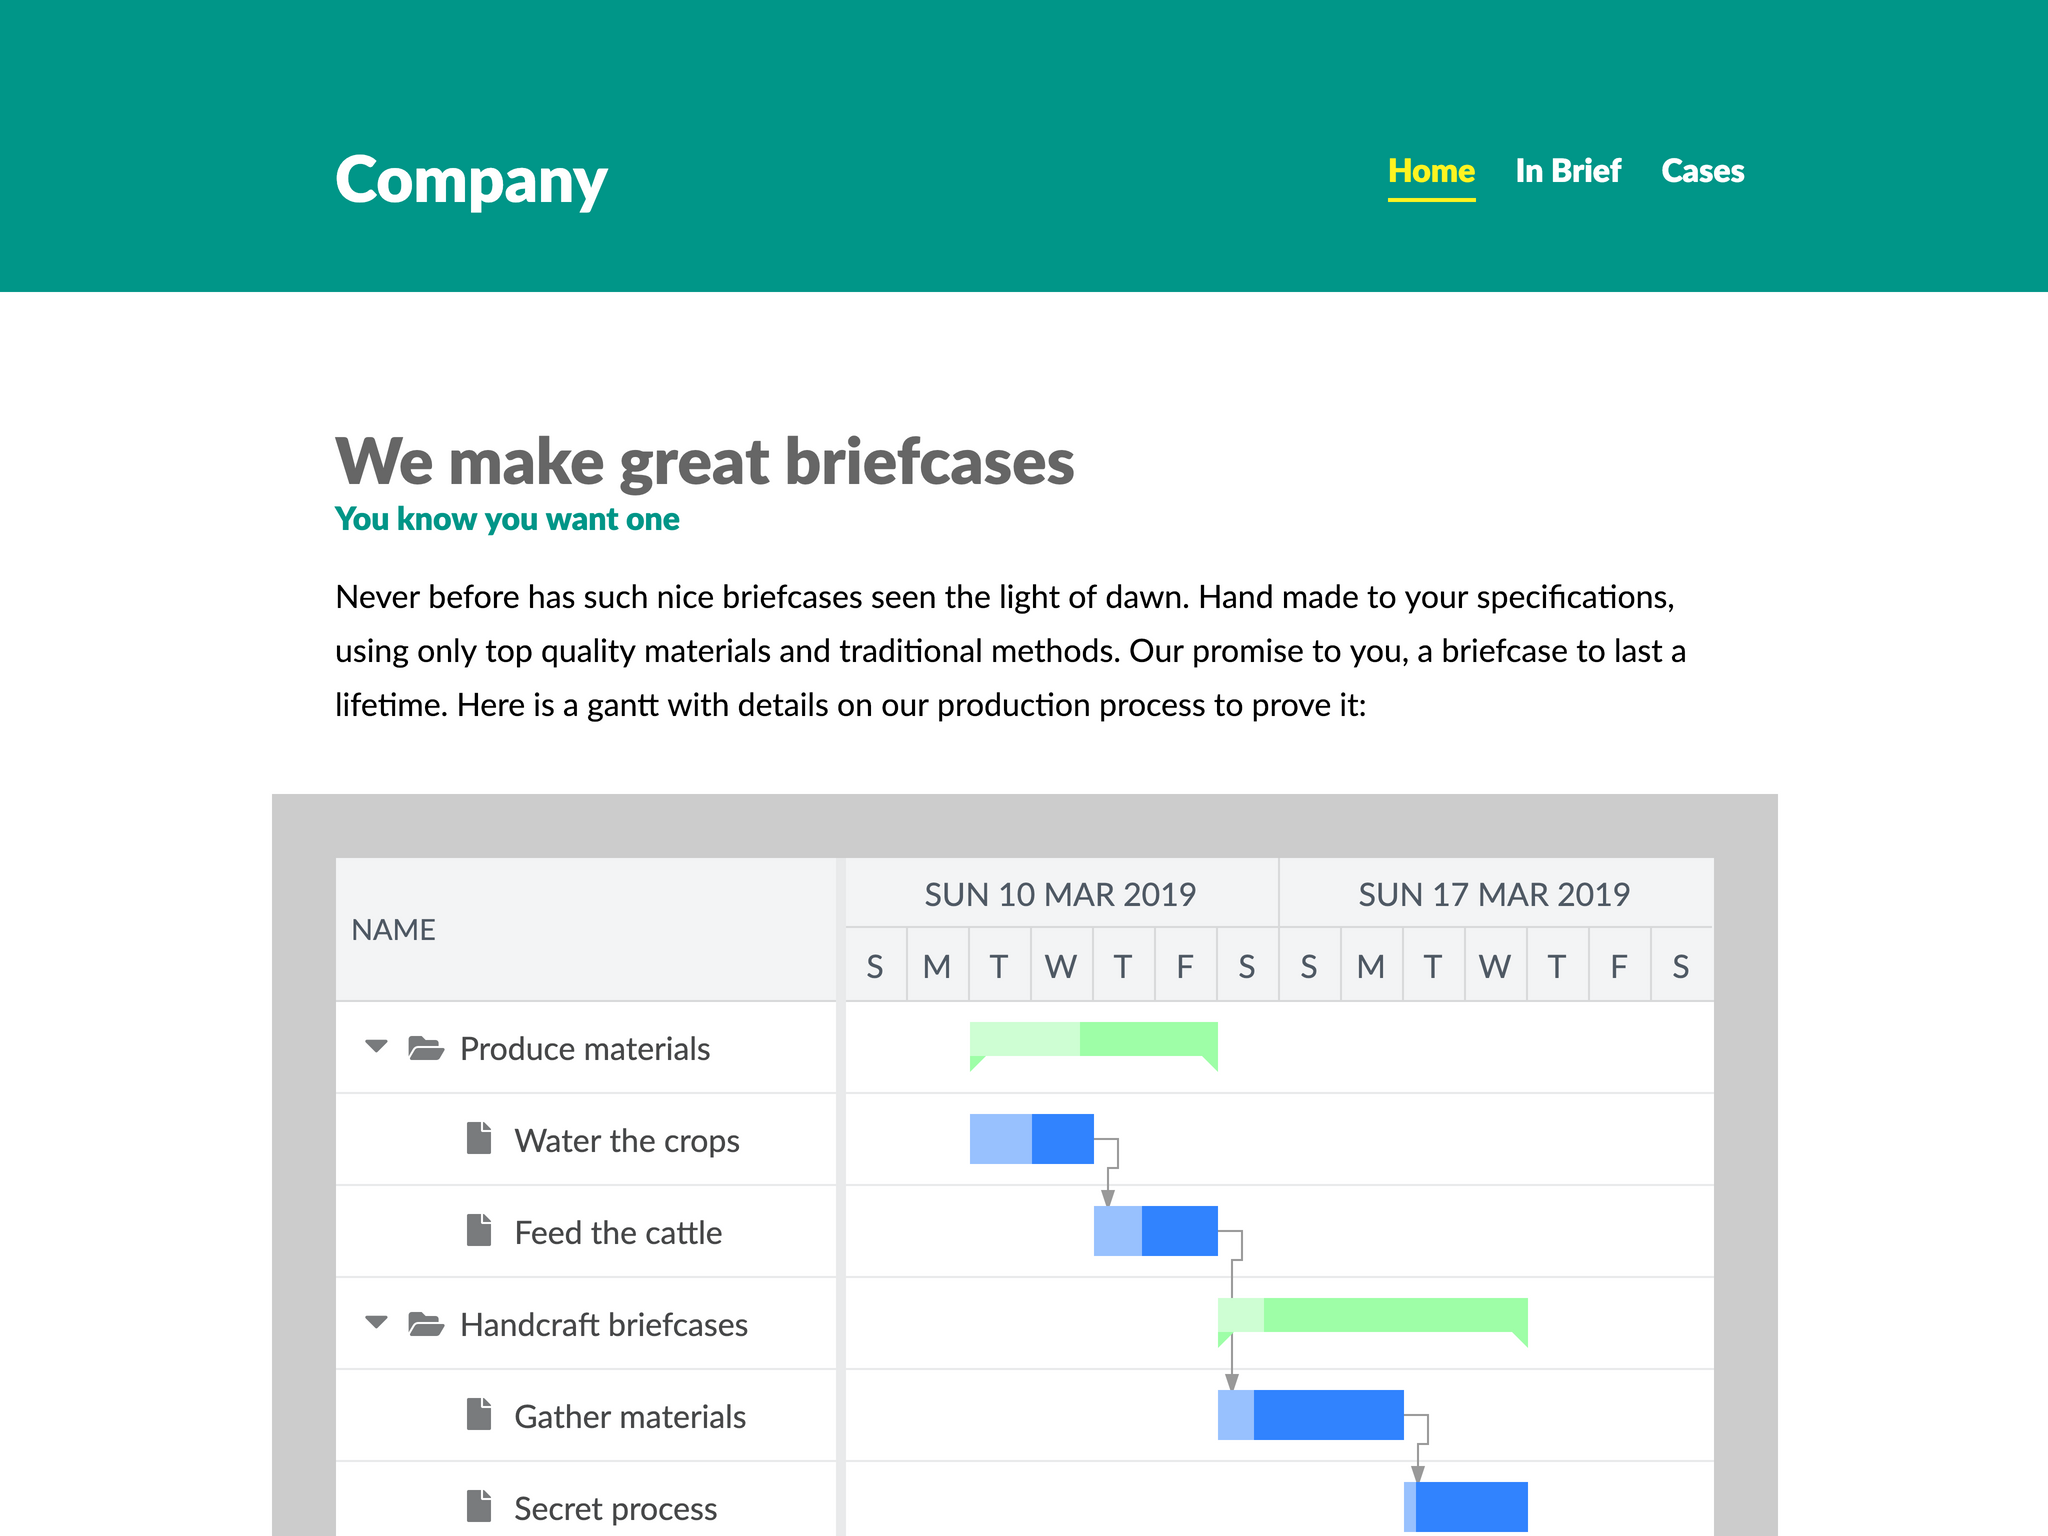 Company
Home In Brief Cases
We make great briefcases
You know you want one
Never before has such nice briefcases seen the light of dawn. Hand made to your specifications,
using only top quality materials and traditional methods. Our promise to you, a briefcase to last a
lifetime. Here is a gantt with details on our production process to prove it:
NAME
SUN 10 MAR 2019 SUN 17 MAR 2019
S M T W T F S S M T W T F S
Produce materials
Water the crops
Feed the cattle
Handcraft briefcases
Gather materials
Secret process